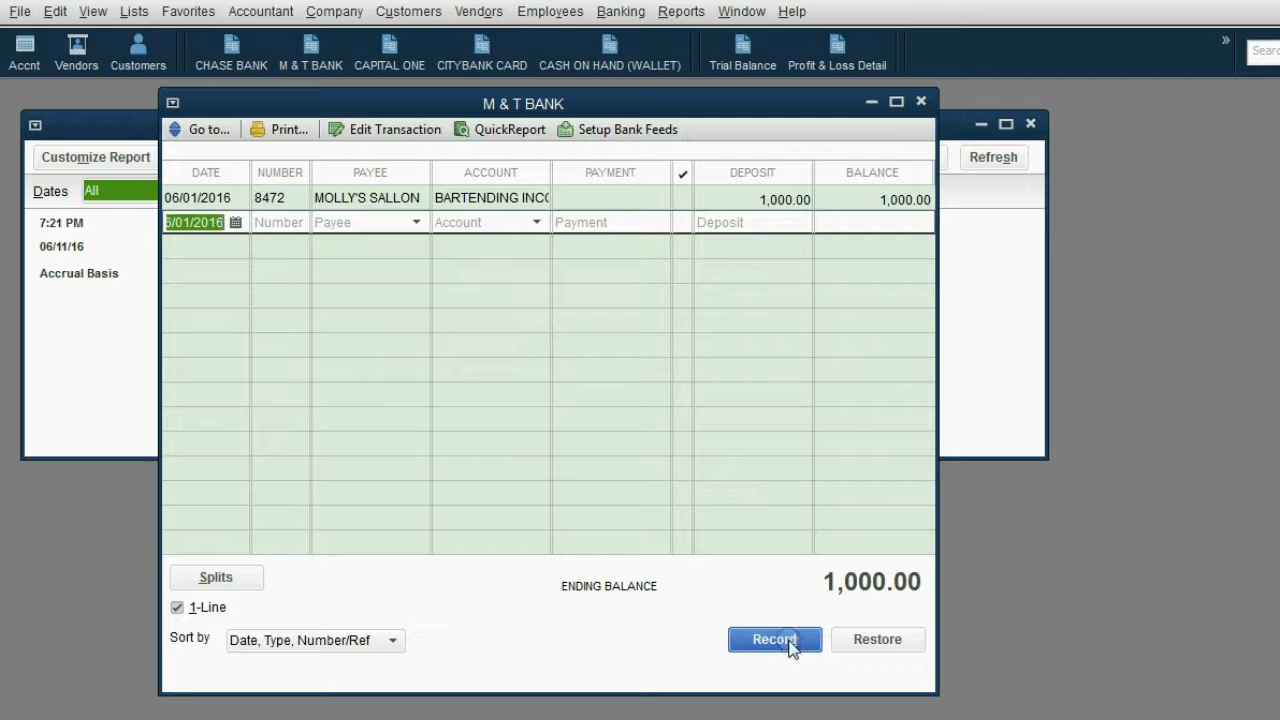 File Edit View Lists Favorites Accountant Company Customers Vendors Employees Banking Reports Window Help
» Sear
Accnt Vendors Customers CHASE BANK M & T BANK CAPITAL ONE CITYBANK CARD CASH ON HAND (WALLET) Trial Balance Profit & Loss Detail
M & T BANK
Go to... Print... Edit Transaction QuickReport Setup Bank Feeds
Customize Report Refresh
Dates All
7:21 PM
06/11/16
Accrual Basis
DATE NUMBER PAYEE ACCOUNT PAYMENT ✓ DEPOSIT BALANCE
06/01/2016 8472 MOLLY'S SALLON BARTENDING INCO 1,000.00 1,000.00
6/01/2016 Number Payee Account Payment Deposit
Splits ENDING BALANCE 1,000.00
1-Line
Sort by Date, Type, Number/Ref Record Restore